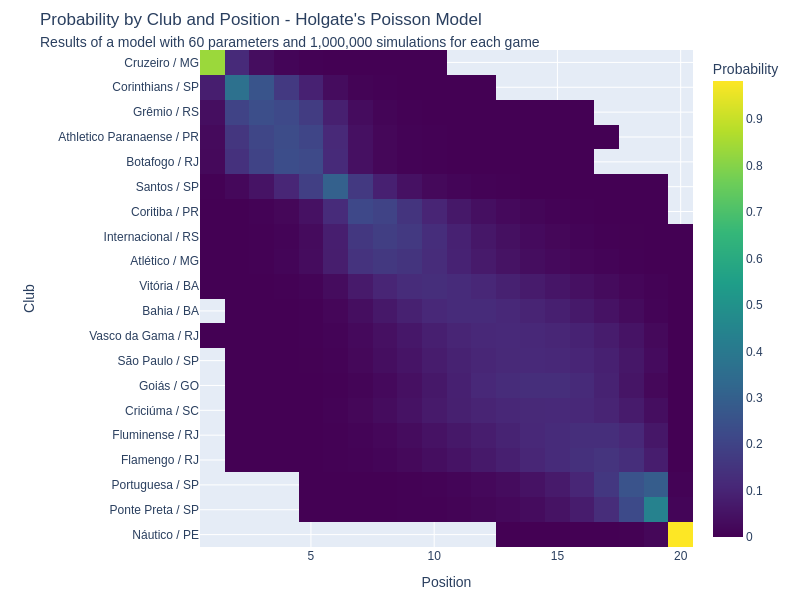 Probability by Club and Position - Holgate's Poisson Model
Results of a model with 60 parameters and 1,000,000 simulations for each game
Probability
Club
Cruzeiro / MG
Corinthians / SP
Grêmio / RS
Athletico Paranaense / PR
Botafogo / RJ
Santos / SP
Coritiba / PR
Internacional / RS
Atlético / MG
Vitória / BA
Bahia / BA
Vasco da Gama / RJ
São Paulo / SP
Goiás / GO
Criciúma / SC
Fluminense / RJ
Flamengo / RJ
Portuguesa / SP
Ponte Preta / SP
Náutico / PE
0.9
0.8
0.7
0.6
0.5
0.4
0.3
0.2
0.1
0
5
10
15
20
Position